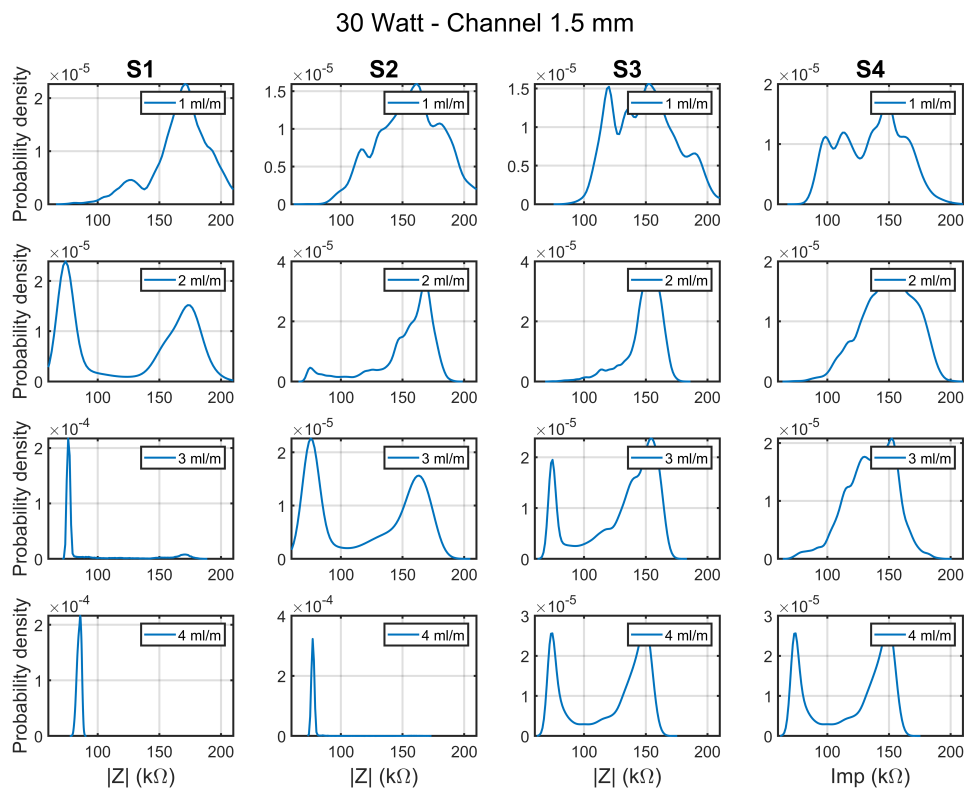 30 Watt - Channel 1.5 mm
S1 S2 S3 S4
×10⁻⁵ ×10⁻⁵ ×10⁻⁵ ×10⁻⁵
Probability density
2 1 0
1.5 1 0.5 0
1.5 1 0.5 0
2 1 0
1 ml/m 1 ml/m 1 ml/m 1 ml/m
100 150 200 100 150 200 100 150 200 100 150 200
×10⁻⁵ ×10⁻⁵ ×10⁻⁵ ×10⁻⁵
Probability density
2 1 0
4 2 0
4 2 0
2 1 0
2 ml/m 2 ml/m 2 ml/m 2 ml/m
100 150 200 100 150 200 100 150 200 100 150 200
×10⁻⁴ ×10⁻⁵ ×10⁻⁵ ×10⁻⁵
Probability density
2 1 0
2 1 0
2 1 0
2 1 0
3 ml/m 3 ml/m 3 ml/m 3 ml/m
100 150 200 100 150 200 100 150 200 100 150 200
×10⁻⁴ ×10⁻⁴ ×10⁻⁵ ×10⁻⁵
Probability density
2 1 0
4 2 0
3 2 1 0
3 2 1 0
4 ml/m 4 ml/m 4 ml/m 4 ml/m
100 150 200 100 150 200 100 150 200 100 150 200
|Z| (kΩ) |Z| (kΩ) |Z| (kΩ) Imp (kΩ)